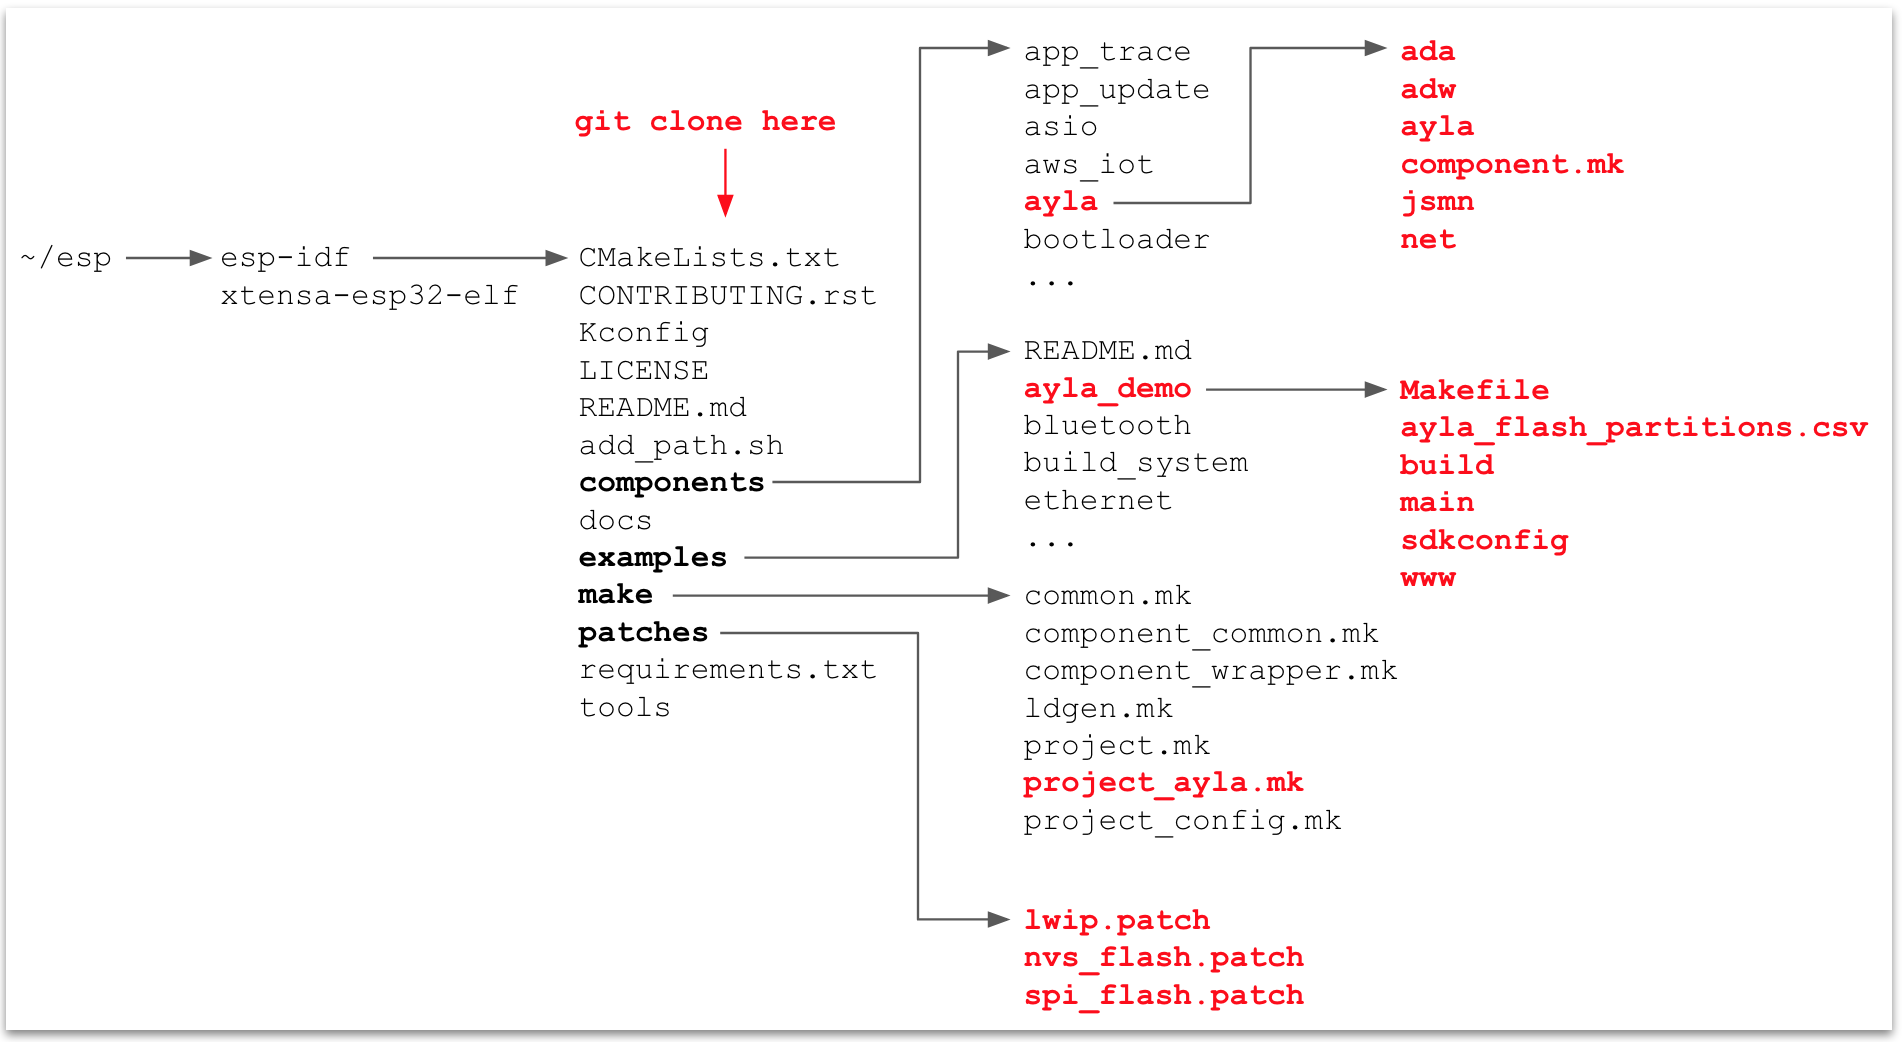 git clone here
~/esp
esp-idf
xtensa-esp32-elf
CMakeLists.txt
CONTRIBUTING.rst
Kconfig
LICENSE
README.md
add_path.sh
components
docs
examples
make
patches
requirements.txt
tools
app_trace
app_update
asio
aws_iot
ayla
bootloader
...
README.md
ayla_demo
bluetooth
build_system
ethernet
...
common.mk
component_common.mk
component_wrapper.mk
ldgen.mk
project.mk
project_ayla.mk
project_config.mk
lwip.patch
nvs_flash.patch
spi_flash.patch
ada
adw
ayla
component.mk
jsmn
net
Makefile
ayla_flash_partitions.csv
build
main
sdkconfig
www